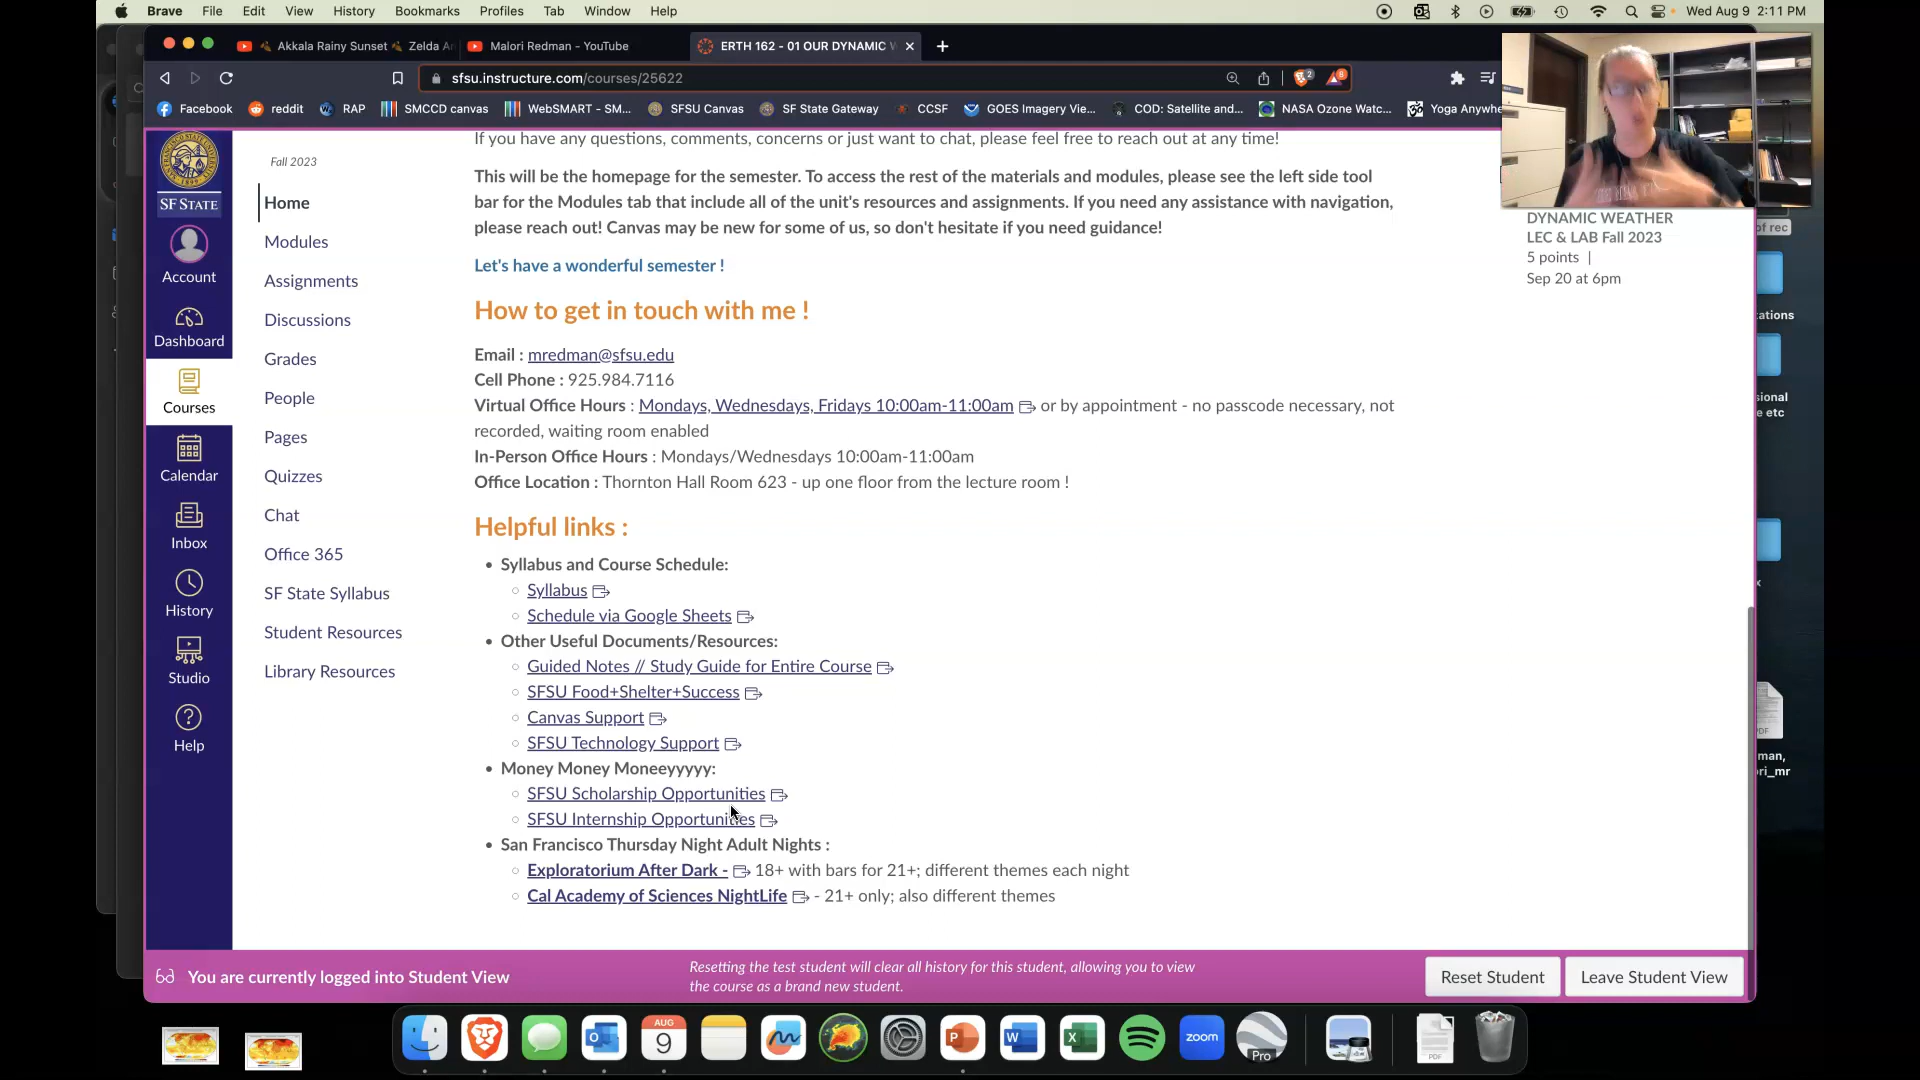 Brave File Edit View History Bookmarks Profiles Tab Window Help Wed Aug 9 2:11 PM
Akkala Rainy Sunset Zelda Malori Redman - YouTube ERTH 162 - 01 OUR DYNAMIC
sfsu.instructure.com/courses/25622
Facebook reddit RAP SMCCD canvas WebSMART - SM... SFSU Canvas SF State Gateway CCSF GOES Imagery Vie... COD: Satellite and... NASA Ozone Watc... Yoga Anywhe
SF STATE
Account
Dashboard
Courses
Calendar
Inbox
History
Studio
Help
Fall 2023
Home
Modules
Assignments
Discussions
Grades
People
Pages
Quizzes
Chat
Office 365
SF State Syllabus
Student Resources
Library Resources
If you have any questions, comments, concerns or just want to chat, please feel free to reach out at any time!
This will be the homepage for the semester. To access the rest of the materials and modules, please see the left side tool
bar for the Modules tab that include all of the unit's resources and assignments. If you need any assistance with navigation,
please reach out! Canvas may be new for some of us, so don't hesitate if you need guidance!
Let's have a wonderful semester !
How to get in touch with me !
Email : mredman@sfsu.edu
Cell Phone : 925.984.7116
Virtual Office Hours : Mondays, Wednesdays, Fridays 10:00am-11:00am or by appointment - no passcode necessary, not
recorded, waiting room enabled
In-Person Office Hours : Mondays/Wednesdays 10:00am-11:00am
Office Location : Thornton Hall Room 623 - up one floor from the lecture room !
Helpful links :
Syllabus and Course Schedule:
Syllabus
Schedule via Google Sheets
Other Useful Documents/Resources:
Guided Notes // Study Guide for Entire Course
SFSU Food+Shelter+Success
Canvas Support
SFSU Technology Support
Money Money Moneeyyyyy:
SFSU Scholarship Opportunities
SFSU Internship Opportunities
San Francisco Thursday Night Adult Nights :
Exploratorium After Dark - 18+ with bars for 21+; different themes each night
Cal Academy of Sciences NightLife - 21+ only; also different themes
DYNAMIC WEATHER
LEC & LAB Fall 2023
5 points |
Sep 20 at 6pm
of rec
ations
sional
e etc
PDF
man,
ori_mr
You are currently logged into Student View
Resetting the test student will clear all history for this student, allowing you to view
the course as a brand new student.
Reset Student Leave Student View
AUG
9
zoom
Pro
PDF